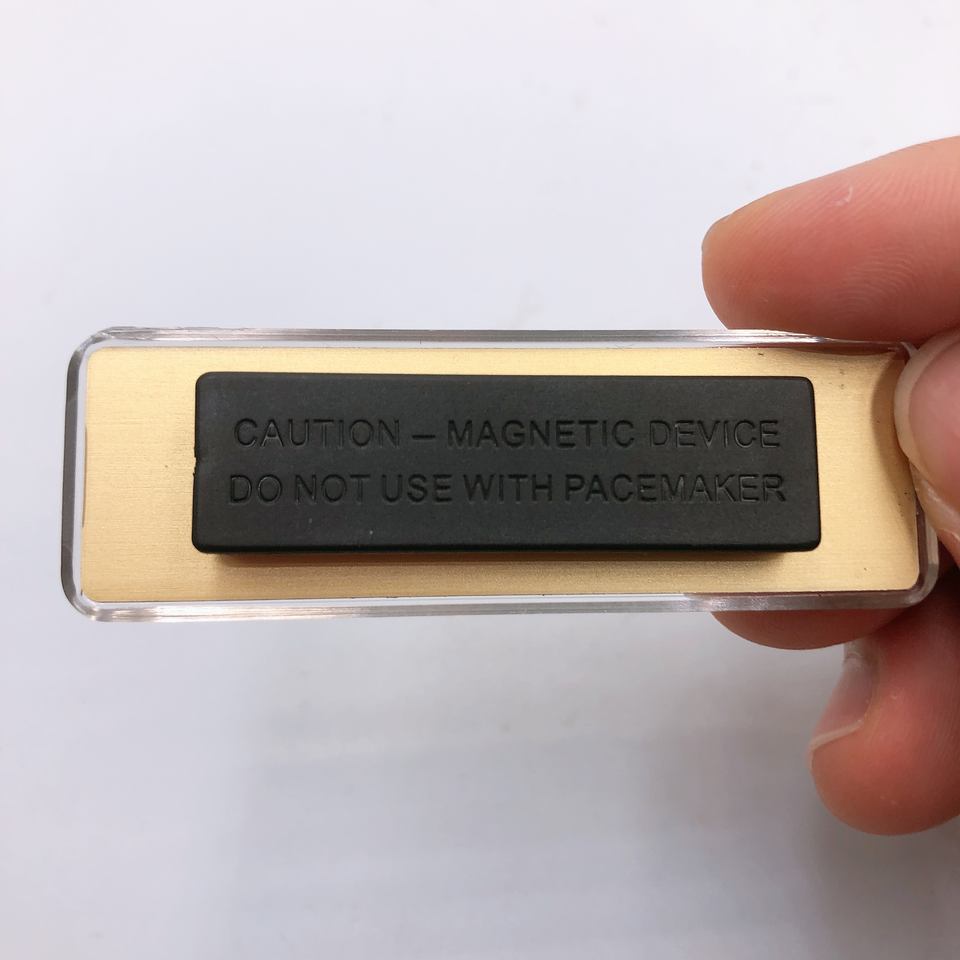 CAUTION – MAGNETIC DEVICE
DO NOT USE WITH PACEMAKER